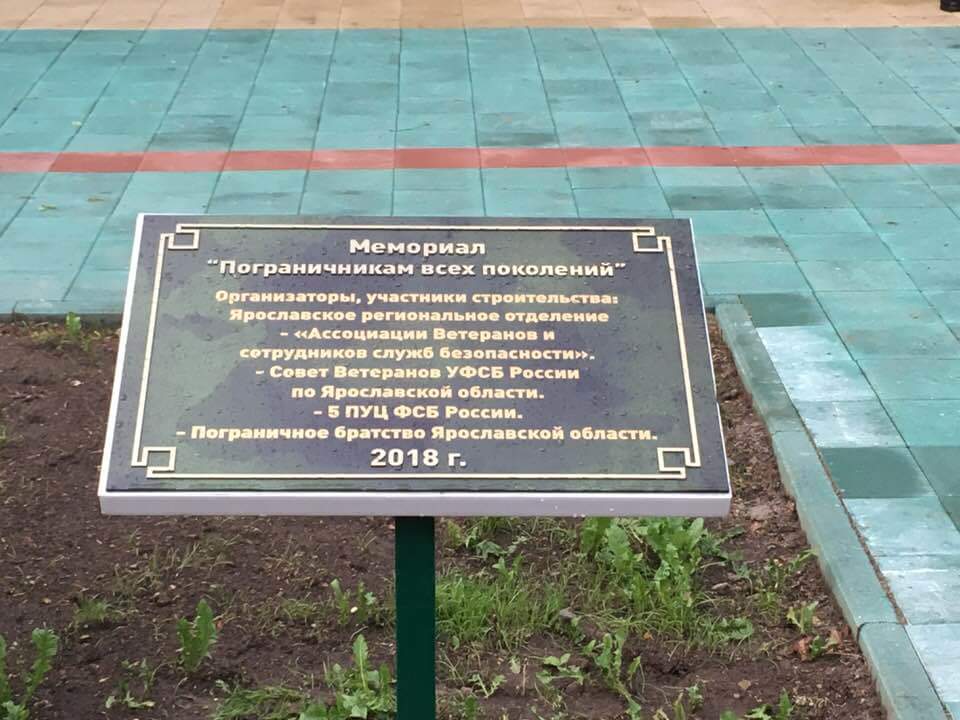 Мемориал
“Пограничникам всех поколений”
Организаторы, участники строительства:
Ярославское региональное отделение
- «Ассоциации Ветеранов и
сотрудников служб безопасности».
- Совет Ветеранов УФСБ России
по Ярославской области.
- 5 ПУЦ ФСБ России.
- Пограничное братство Ярославской области.
2018 г.